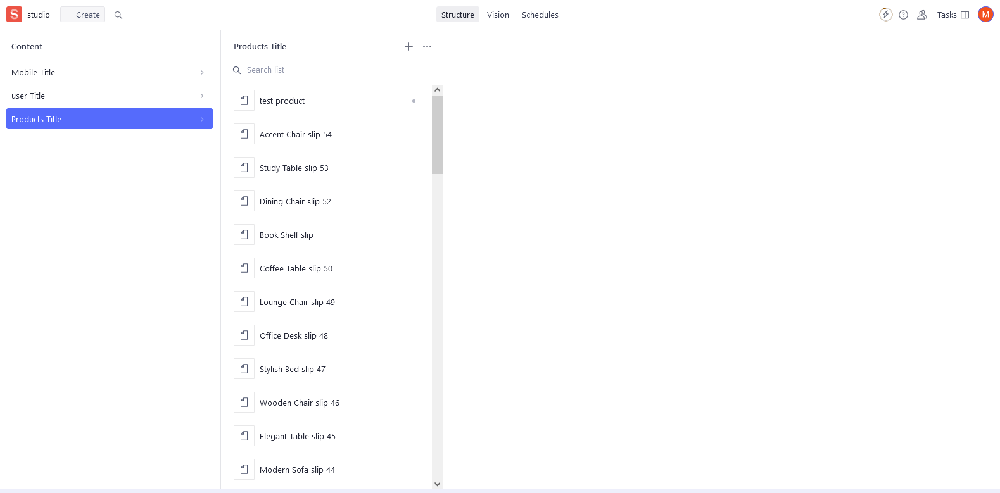 S studio Create Structure Vision Schedules Tasks M
Content
Mobile Title
user Title
Products Title
Products Title
Search list
test product
Accent Chair slip 54
Study Table slip 53
Dining Chair slip 52
Book Shelf slip
Coffee Table slip 50
Lounge Chair slip 49
Office Desk slip 48
Stylish Bed slip 47
Wooden Chair slip 46
Elegant Table slip 45
Modern Sofa slip 44